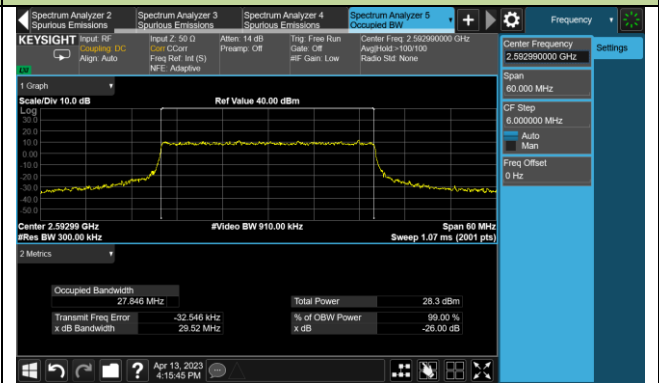 Spectrum Analyzer 2
Spurious Emissions
Spectrum Analyzer 3
Spurious Emissions
Spectrum Analyzer 4
Spurious Emissions
Spectrum Analyzer 5
Occupied BW
+
Frequency
KEYSIGHT
Input: RF
Coupling: DC
Align: Auto
Input Z: 50 Ω
Corr CCorr
Freq Ref: Int (S)
NFE: Adaptive
Atten: 14 dB
Preamp: Off
Trig: Free Run
Gate: Off
#IF Gain: Low
Center Freq: 2.592990000 GHz
Avg|Hold:>100/100
Radio Std: None
Center Frequency
2.592990000 GHz
Settings
Span
60.000 MHz
CF Step
6.000000 MHz
Auto
Man
Freq Offset
0 Hz
1 Graph
Scale/Div 10.0 dB
Ref Value 40.00 dBm
Log
30.0
20.0
10.0
0.00
-10.0
-20.0
-30.0
-40.0
-50.0
Center 2.59299 GHz
#Video BW 910.00 kHz
Span 60 MHz
#Res BW 300.00 kHz
Sweep 1.07 ms (2001 pts)
2 Metrics
Occupied Bandwidth
27.846 MHz
Total Power
28.3 dBm
Transmit Freq Error
-32.546 kHz
% of OBW Power
99.00 %
x dB Bandwidth
29.52 MHz
x dB
-26.00 dB
?
Apr 13, 2023
4:15:45 PM